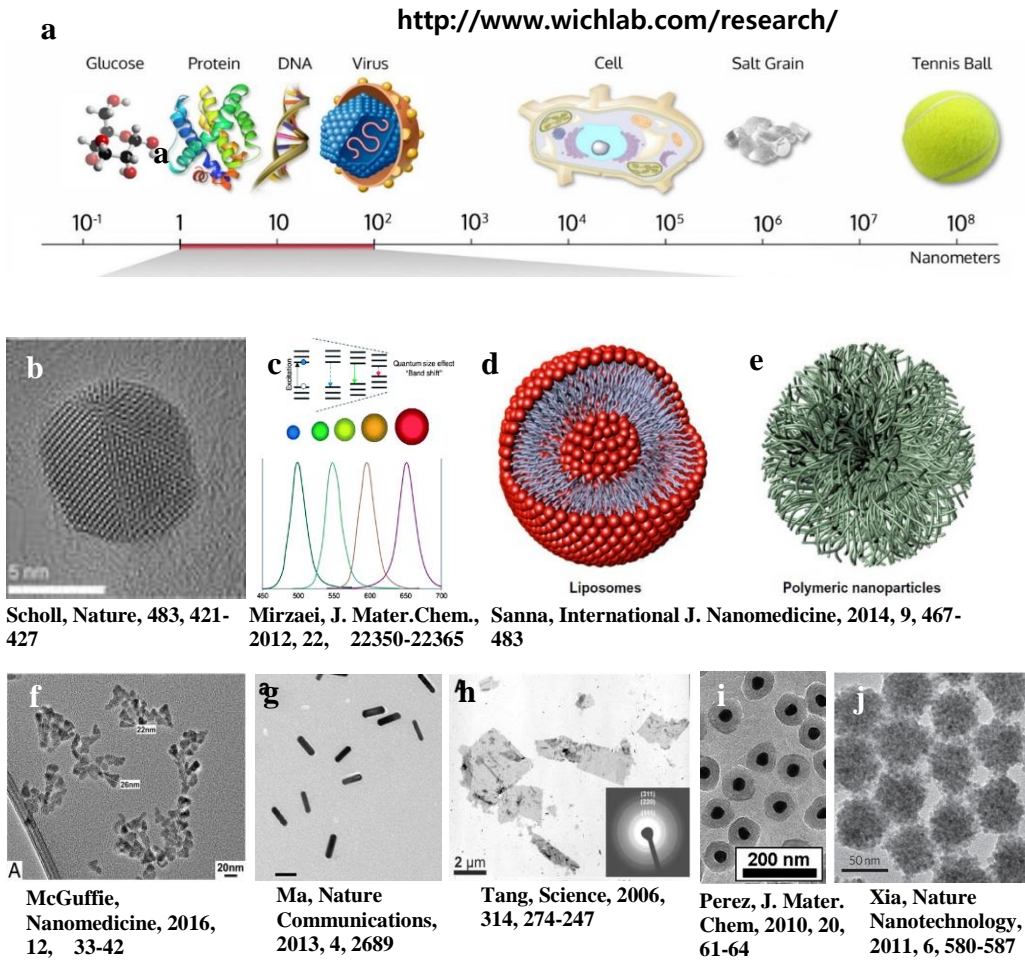 http://www.wichlab.com/research/
a
Glucose Protein DNA Virus Cell Salt Grain Tennis Ball
a
10-1 1 10 10² 10³ 10⁴ 10⁵ 10⁶ 10⁷ 10⁸
Nanometers
b
5 nm
c
Excitation
Quantum size effect
"Band shift"
450 500 550 600 650 700
d
Liposomes
e
Polymeric nanoparticles
Scholl, Nature, 483, 421-
427
Mirzaei, J. Mater.Chem.,
2012, 22, 22350-22365
Sanna, International J. Nanomedicine, 2014, 9, 467-
483
f
22nm
26nm
A
20nm
a
g
h
(311)
(220)
(111)
2 μm
i
200 nm
j
50 nm
McGuffie,
Nanomedicine, 2016,
12, 33-42
Ma, Nature
Communications,
2013, 4, 2689
Tang, Science, 2006,
314, 274-247
Perez, J. Mater.
Chem, 2010, 20,
61-64
Xia, Nature
Nanotechnology,
2011, 6, 580-587